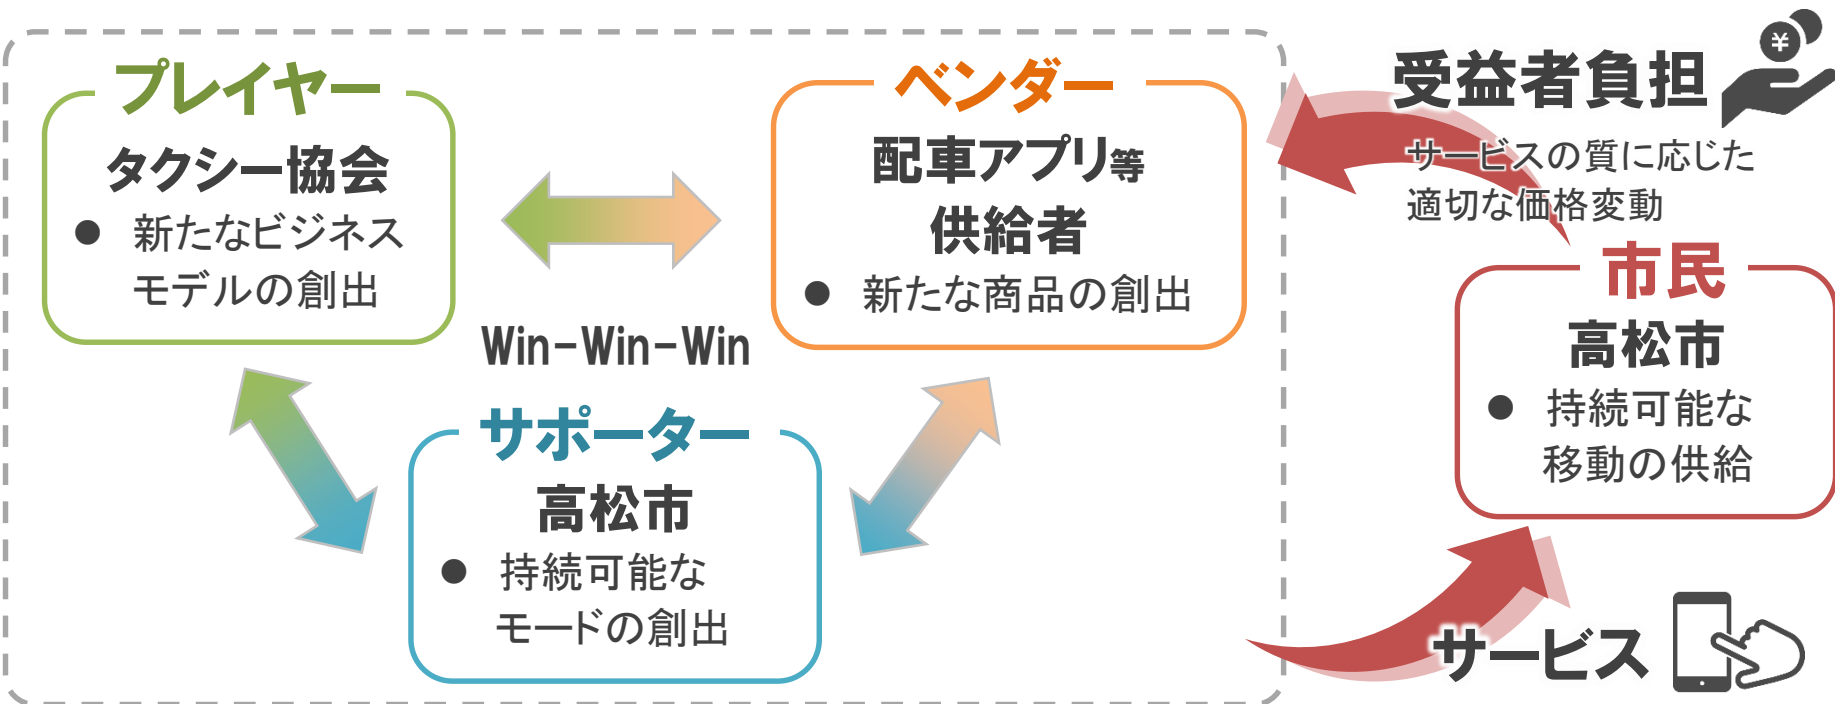 プレイヤー
タクシー協会
● 新たなビジネス
モデルの創出
ベンダー
配車アプリ等
供給者
● 新たな商品の創出
Win-Win-Win
サポーター
高松市
● 持続可能な
モードの創出
受益者負担
¥
サービスの質に応じた
適切な価格変動
市民
高松市
● 持続可能な
移動の供給
サービス